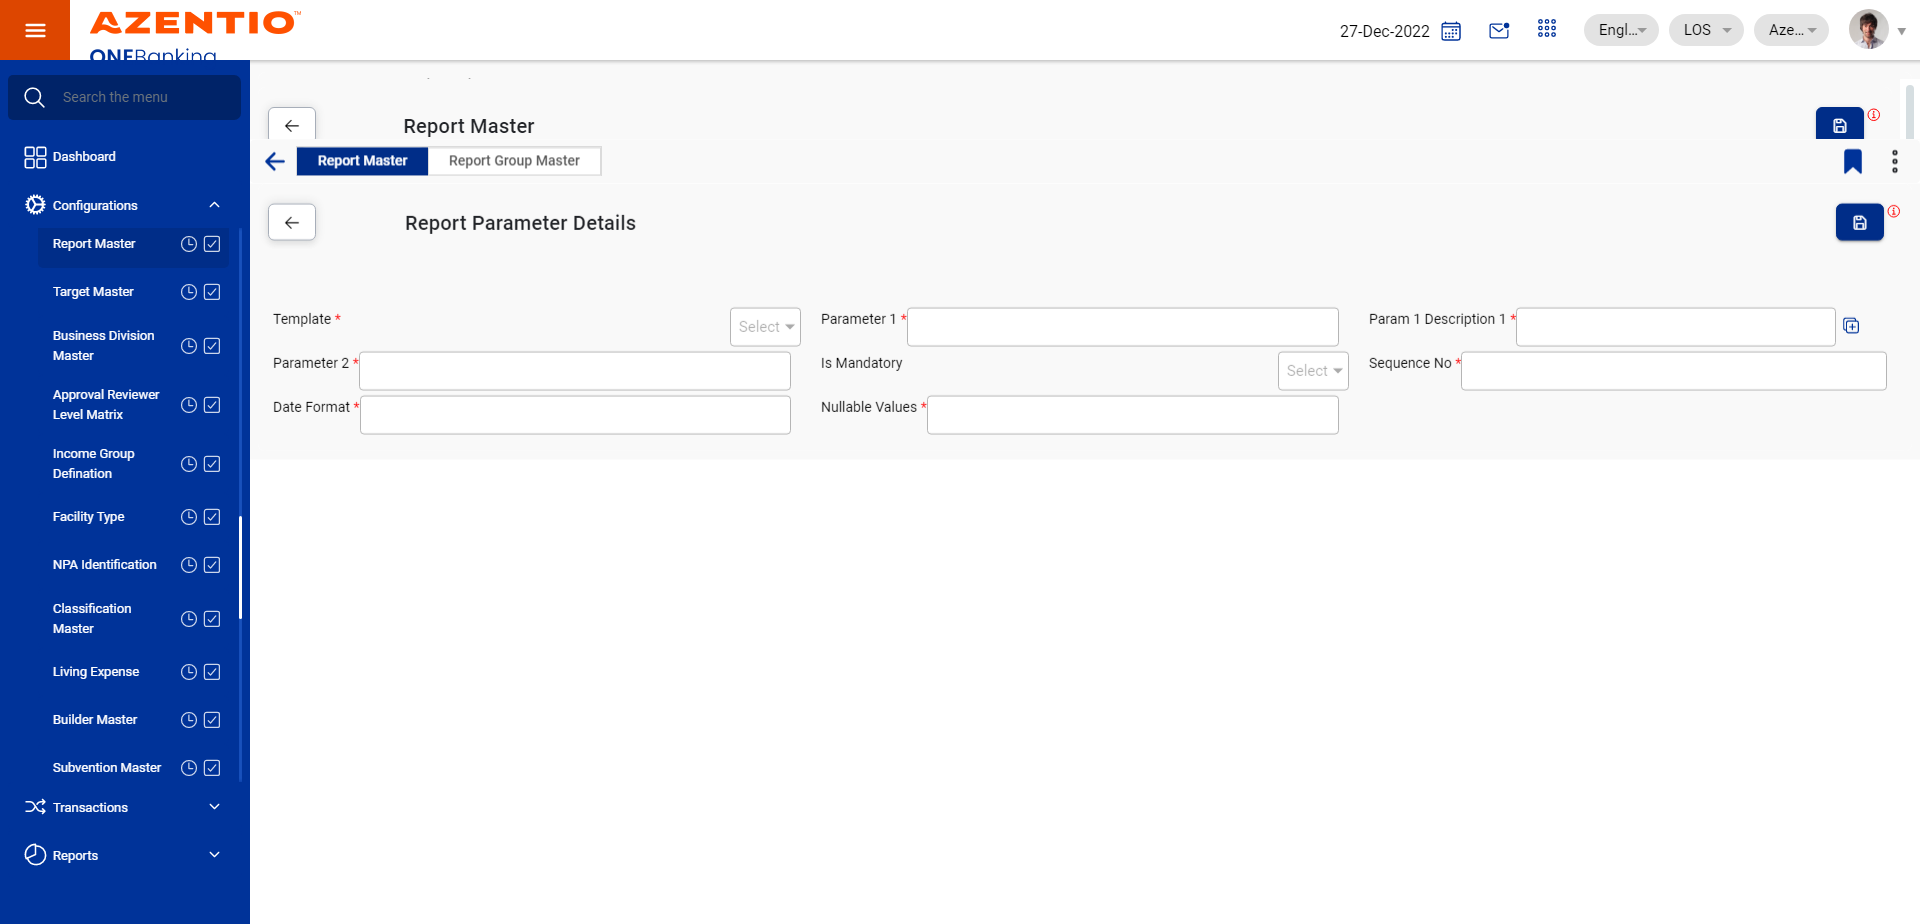 AZENTIO™
ONEBanking
27-Dec-2022
Engl...
LOS
Aze...
Search the menu
Dashboard
Configurations
Report Master
Target Master
Business Division
Master
Approval Reviewer
Level Matrix
Income Group
Defination
Facility Type
NPA Identification
Classification
Master
Living Expense
Builder Master
Subvention Master
Transactions
Reports
Report Master
Report Master
Report Group Master
Report Parameter Details
Template *
Select
Parameter 1 *
Param 1 Description 1 *
Parameter 2 *
Is Mandatory
Select
Sequence No *
Date Format *
Nullable Values *